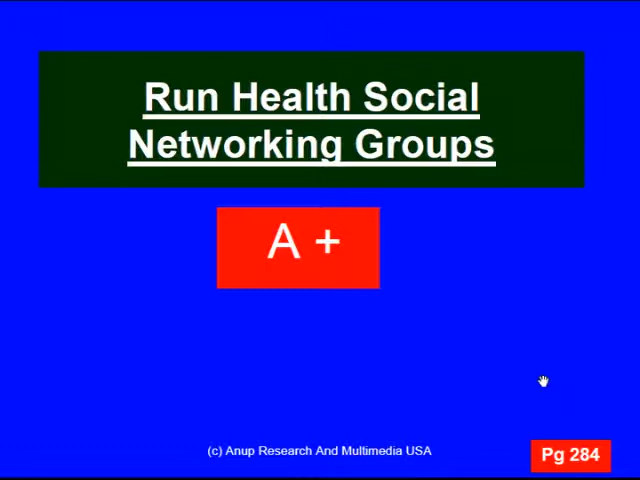 Run Health Social
Networking Groups
A +
(c) Anup Research And Multimedia USA
Pg 284